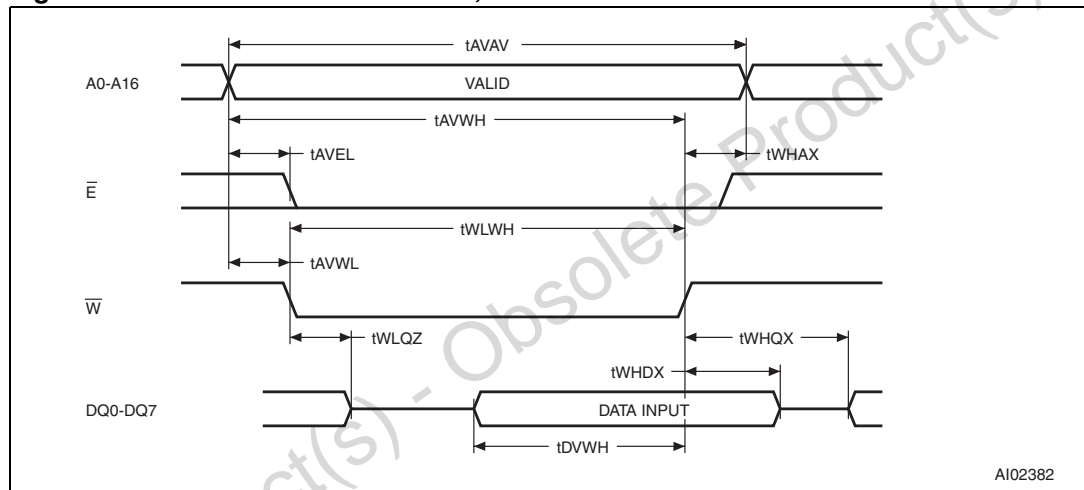 tAVAV
A0-A16
VALID
tAVWH
tAVEL
tWHAX
E
tWLWH
tAVWL
W
tWLQZ
tWHQX
tWHDX
DQ0-DQ7
DATA INPUT
tDVWH
AI02382
ct(s) - Obsolete Product(s)